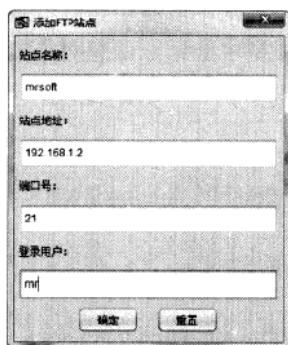 添加FTP站点
站点名称：
mrsoft
站点地址：
192.168.1.2
端口号：
21
登录用户：
mr
确定
重置